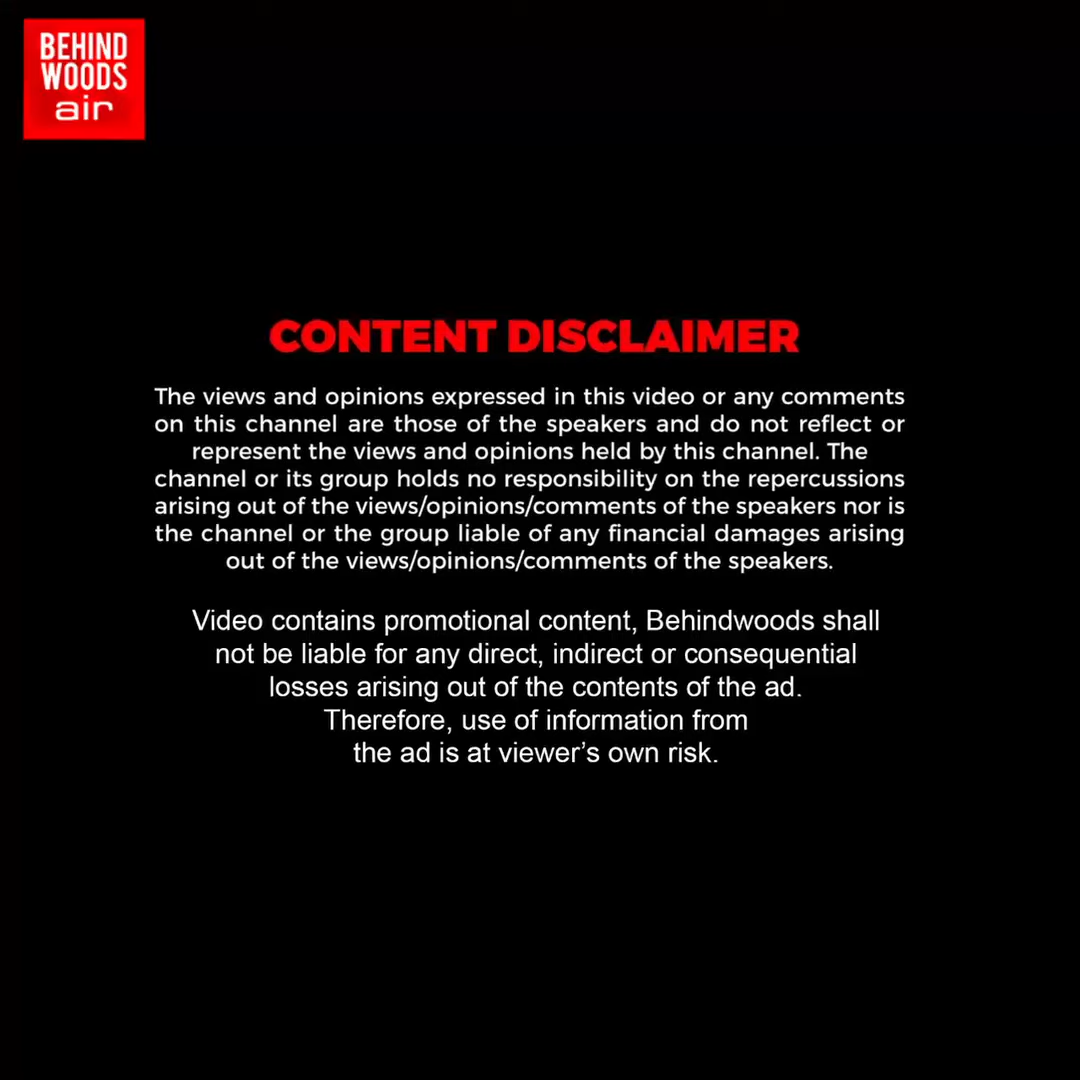 BEHIND
WOODS
air
CONTENT DISCLAIMER
The views and opinions expressed in this video or any comments
on this channel are those of the speakers and do not reflect or
represent the views and opinions held by this channel. The
channel or its group holds no responsibility on the repercussions
arising out of the views/opinions/comments of the speakers nor is
the channel or the group liable of any financial damages arising
out of the views/opinions/comments of the speakers.
Video contains promotional content, Behindwoods shall
not be liable for any direct, indirect or consequential
losses arising out of the contents of the ad.
Therefore, use of information from
the ad is at viewer’s own risk.